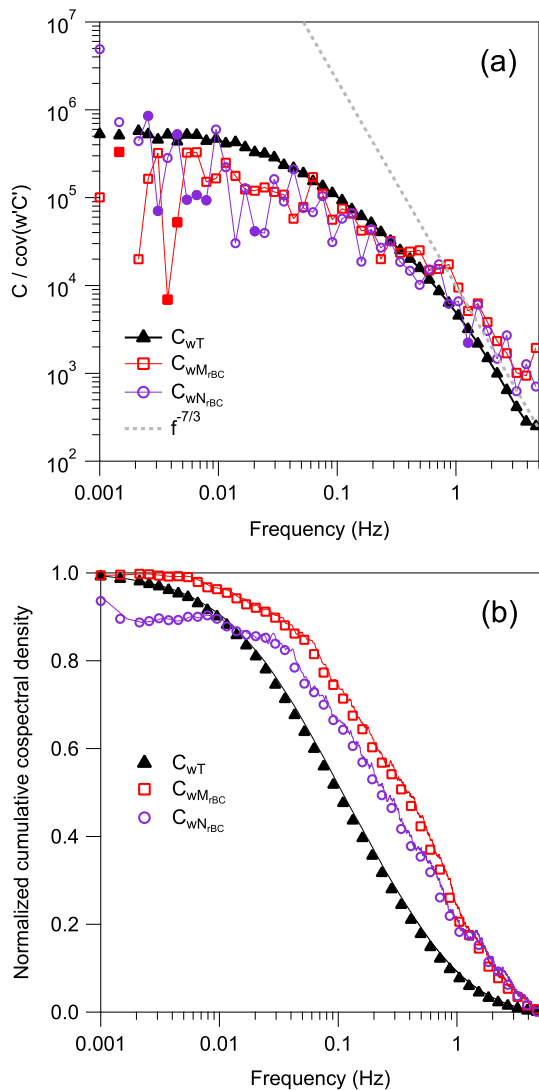 (a)
C / cov(w'C')
10^7
10^6
10^5
10^4
10^3
10^2
C_wT
C_wM_rBC
C_wN_rBC
f^-7/3
0.001
0.01
0.1
1
Frequency (Hz)
(b)
Normalized cumulative cospectral density
1.0
0.8
0.6
0.4
0.2
0.0
C_wT
C_wM_rBC
C_wN_rBC
0.001
0.01
0.1
1
Frequency (Hz)